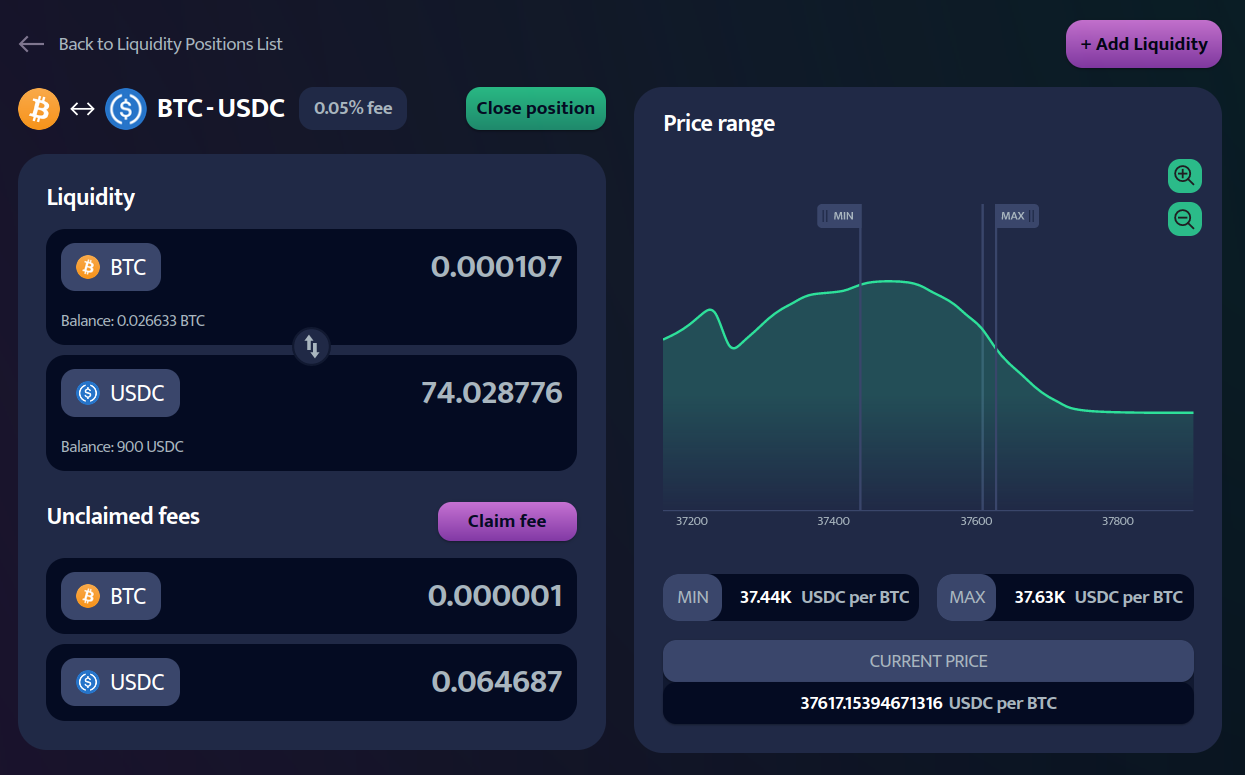 Back to Liquidity Positions List
+ Add Liquidity
BTC - USDC
0.05% fee
Close position
Liquidity
BTC
0.000107
Balance: 0.026633 BTC
USDC
74.028776
Balance: 900 USDC
Unclaimed fees
Claim fee
BTC
0.000001
USDC
0.064687
Price range
MIN
MAX
37200 37400 37600 37800
MIN 37.44K USDC per BTC
MAX 37.63K USDC per BTC
CURRENT PRICE
37617.15394671316 USDC per BTC